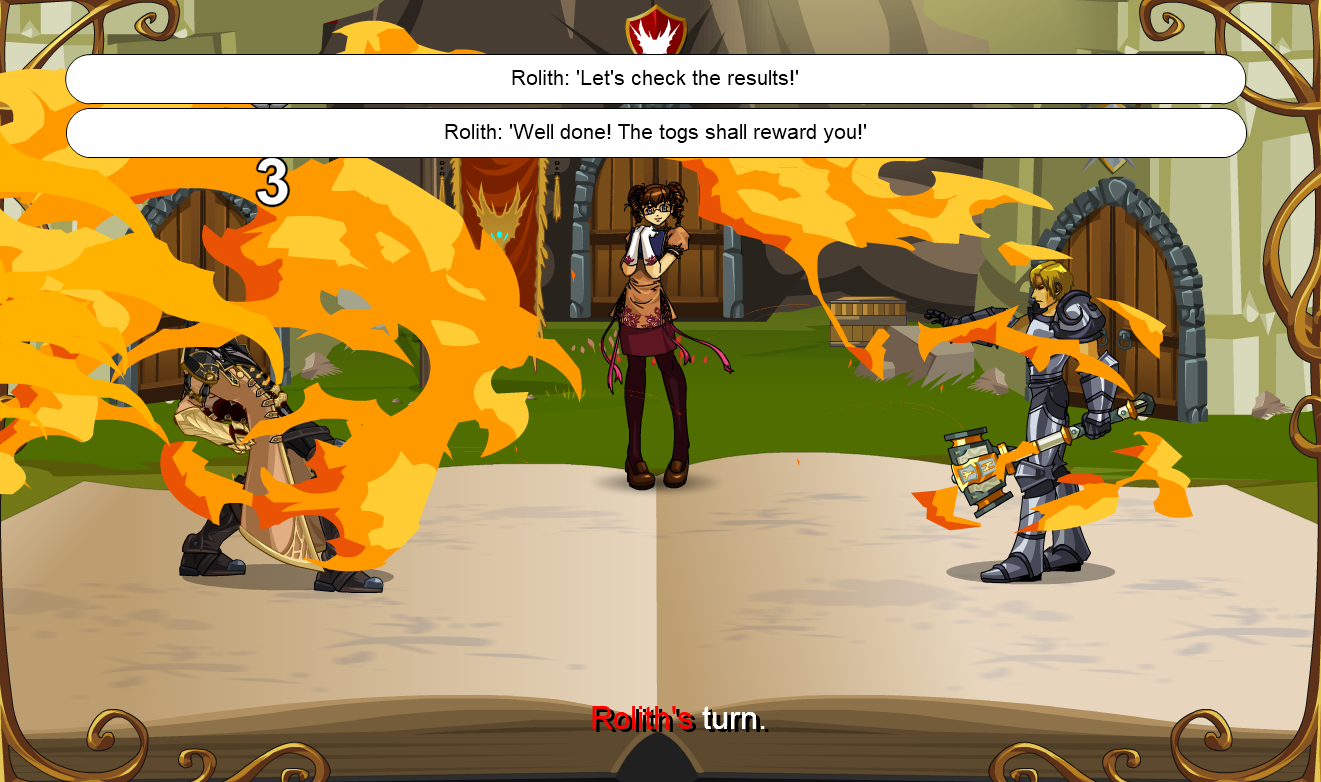 Rolith: 'Let's check the results!'
Rolith: 'Well done! The togs shall reward you!'
3
Rolith's turn.